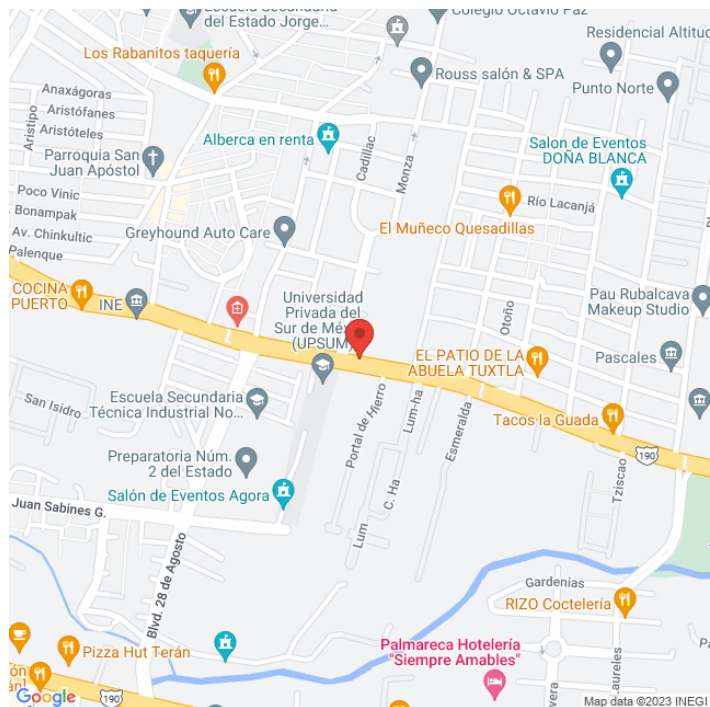 Escuela Secundaria
del Estado Jorge...
Colegio Octavio Paz
Los Rabanitos taquería
Residencial Altitud
Rouss salón & SPA
Punto Norte
Anaxágoras
Aristófanes
Aristóteles
Aristipo
Alberca en renta
Cadillac
Monza
Salon de Eventos
DOÑA BLANCA
Parroquia San
Juan Apóstol
Poco Vinic
Bonampak
Av. Chinkultic
Palenque
Río Lacanjá
El Muñeco Quesadillas
Greyhound Auto Care
COCINA
PUERTO
INE
Universidad
Privada del
Sur de Méxi
(UPSUM)
Otoño
Pau Rubalcava
Makeup Studio
EL PATIO DE LA
ABUELA TUXTLA
Pascales
San Isidro
Escuela Secundaria
Técnica Industrial No...
Portal de Hierro
Lum-ha
Esmeralda
Tacos la Guada
190
Preparatoria Núm.
2 del Estado
Salón de Eventos Agora
C. Ha
Lum
Tziscao
Juan Sabines G.
Blvd. 28 de Agosto
Gardenias
RIZO Coctelería
Pizza Hut Terán
Palmareca Hotelería
"Siempre Amables"
Laureles
190
Google
Map data ©2023 INEGI